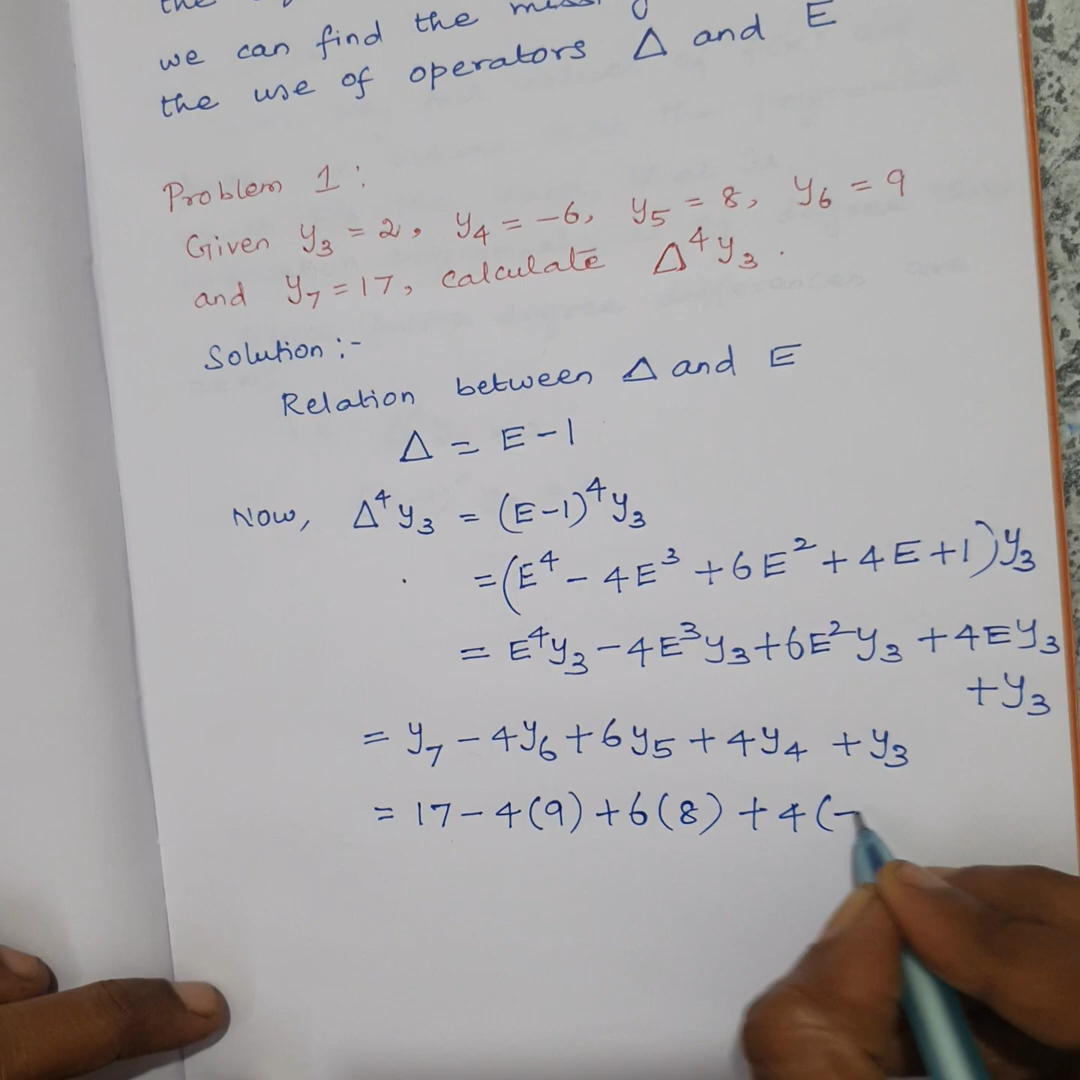 the
we can find the
the use of operators Δ and E
Problem 1:
Given y₃ = 2, y₄ = -6, y₅ = 8, y₆ = 9
and y₇ = 17, calculate Δ⁴y₃.
Solution :-
Relation between Δ and E
Δ = E-1
Now, Δ⁴y₃ = (E-1)⁴y₃
= (E⁴ - 4E³ + 6E² + 4E + 1)y₃
= E⁴y₃ - 4E³y₃ + 6E²y₃ + 4Ey₃
+ y₃
= y₇ - 4y₆ + 6y₅ + 4y₄ + y₃
= 17 - 4(9) + 6(8) + 4(-